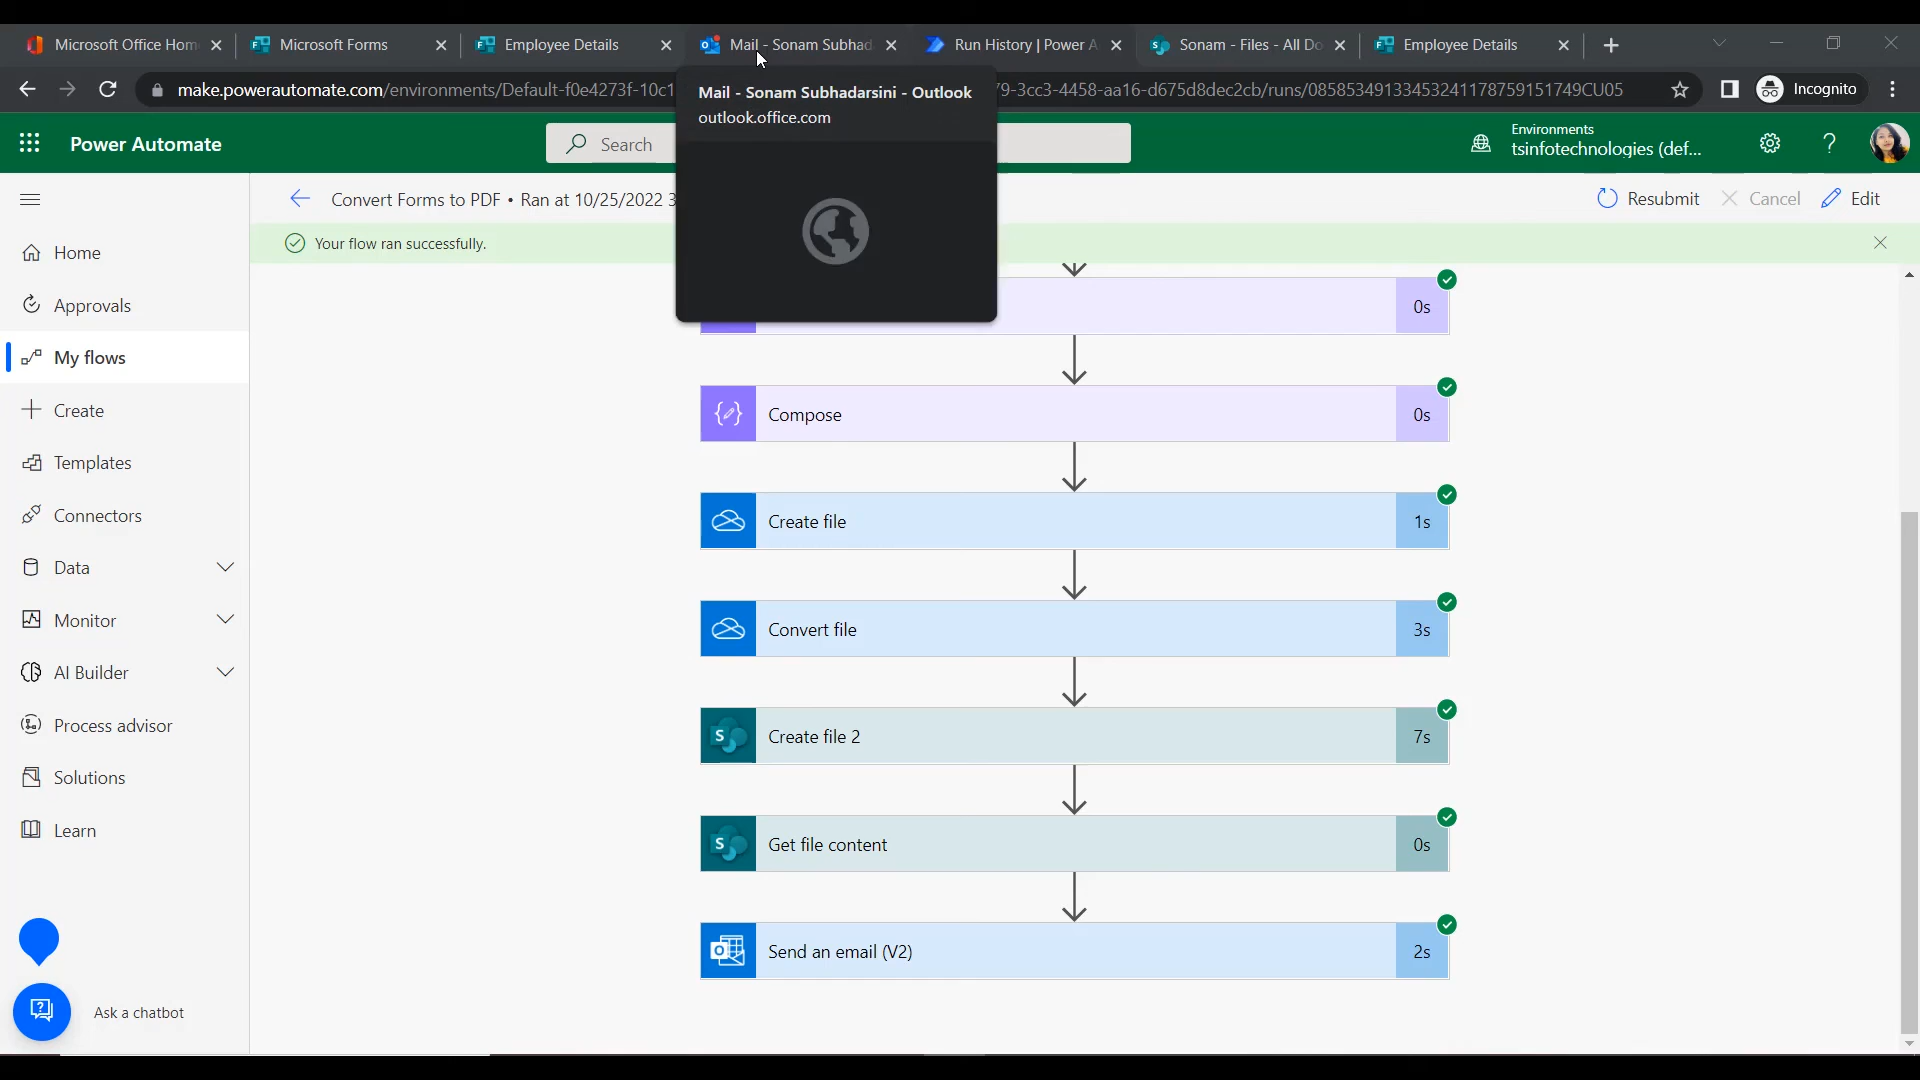 Microsoft Office Hom
Microsoft Forms
Employee Details
Mail - Sonam Subhad
Run History | Power A
Sonam - Files - All Do
Employee Details
make.powerautomate.com/environments/Default-f0e4273f-10c1
9-3cc3-4458-aa16-d675d8dec2cb/runs/08585349133453241178759151749CU05
Incognito
Mail - Sonam Subhadarsini - Outlook
outlook.office.com
Power Automate
Search
Environments
tsinfotechnologies (def...
Convert Forms to PDF • Ran at 10/25/2022 3
Resubmit
Cancel
Edit
Your flow ran successfully.
Home
Approvals
My flows
Create
Templates
Connectors
Data
Monitor
AI Builder
Process advisor
Solutions
Learn
Ask a chatbot
0s
Compose
0s
Create file
1s
Convert file
3s
Create file 2
7s
Get file content
0s
Send an email (V2)
2s